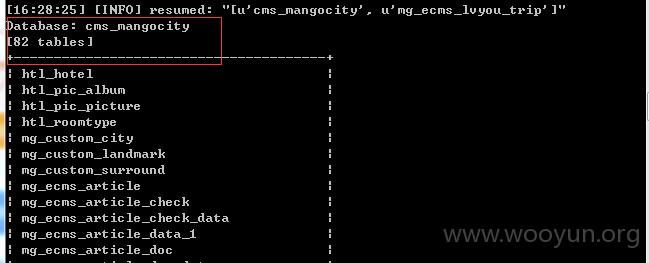 [16:28:25] [INFO] resumed: "[u'cms_mangocity', u'mg_ecms_lvyou_trip']"
Database: cms_mangocity
[82 tables]
+---------------------------------------+
| htl_hotel |
| htl_pic_album |
| htl_pic_picture |
| htl_roomtype |
| mg_custom_city |
| mg_custom_landmark |
| mg_custom_surround |
| mg_ecms_article |
| mg_ecms_article_check |
| mg_ecms_article_check_data |
| mg_ecms_article_data_1 |
| mg_ecms_article_doc |
www.wooyun.org